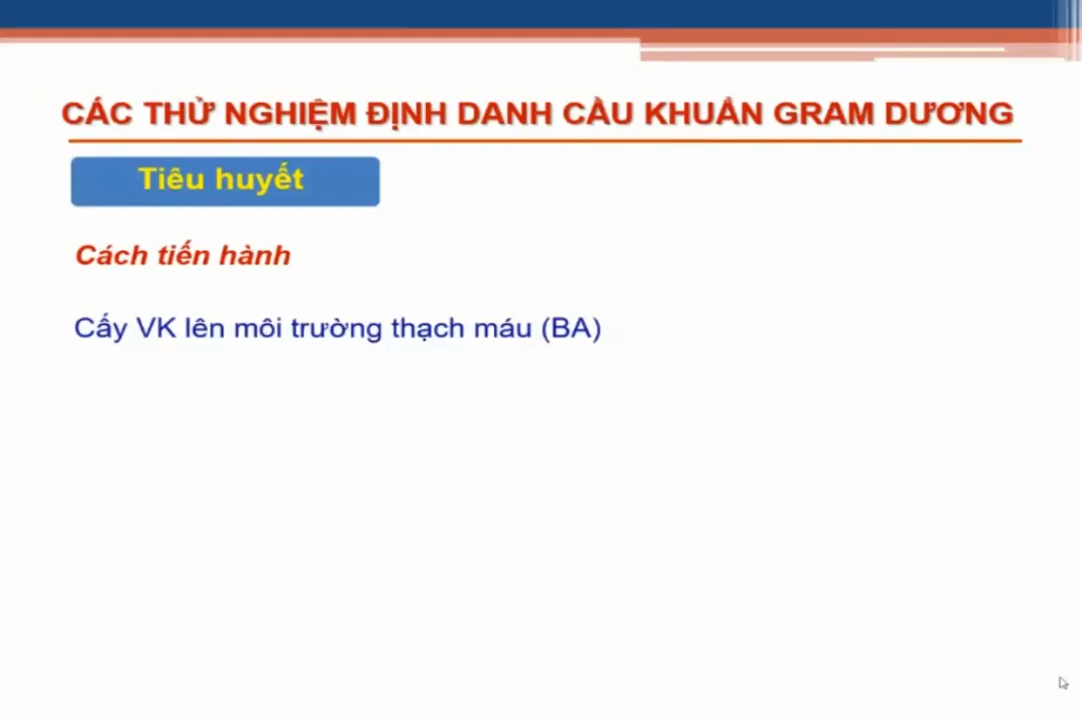 CÁC THỬ NGHIỆM ĐỊNH DANH CẦU KHUẨN GRAM DƯƠNG
Tiêu huyết
Cách tiến hành
Cấy VK lên môi trường thạch máu (BA)